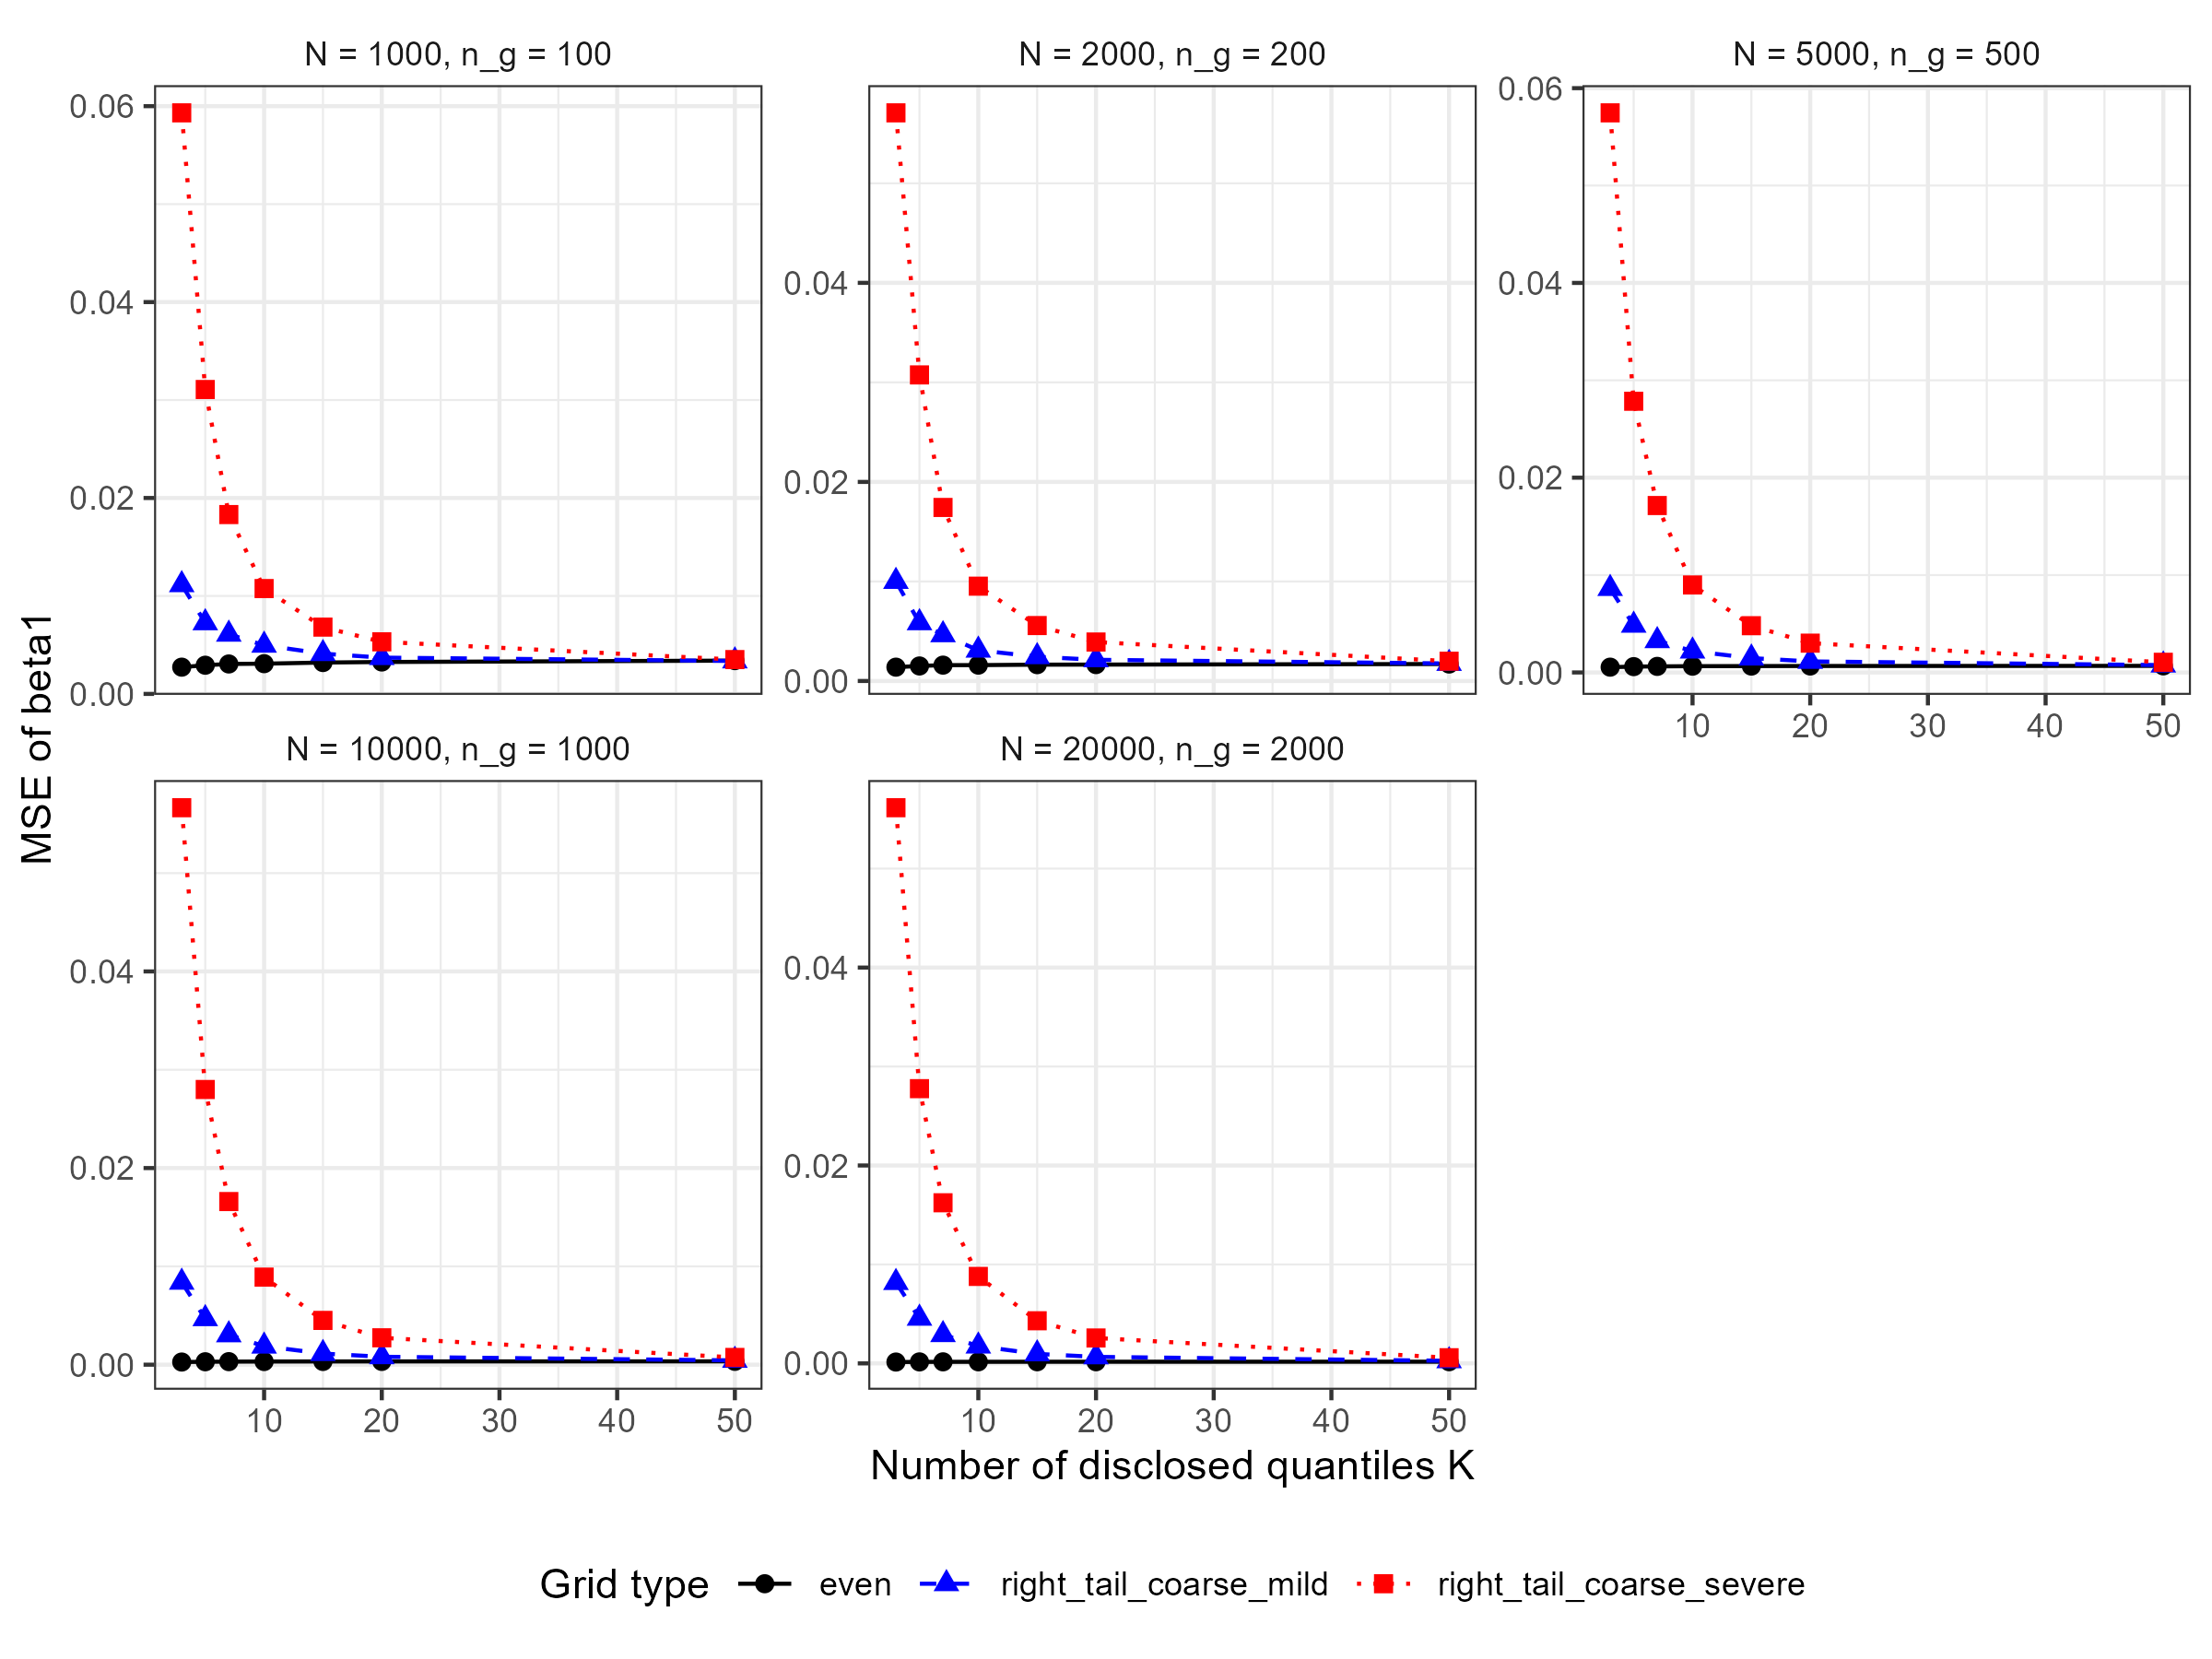 N = 1000, n_g = 100
N = 2000, n_g = 200
N = 5000, n_g = 500
0.06
0.04
0.02
0.00
0.04
0.02
0.00
0.06
0.04
0.02
0.00
10 20 30 40 50
MSE of beta1
N = 10000, n_g = 1000
N = 20000, n_g = 2000
0.04
0.02
0.00
10 20 30 40 50
0.04
0.02
0.00
10 20 30 40 50
Number of disclosed quantiles K
Grid type even right_tail_coarse_mild right_tail_coarse_severe